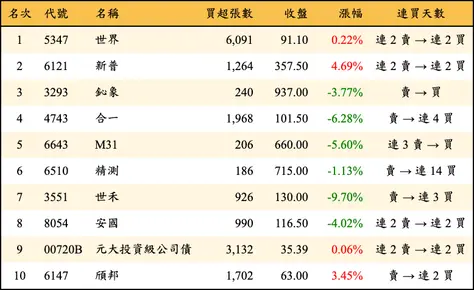 名次 代號 名稱 買超張數 收盤 漲幅 連買天數
1 5347 世界 6,091 91.10 0.22% 連 2 賣 → 連 2 買
2 6121 新普 1,264 357.50 4.69% 連 2 賣 → 連 2 買
3 3293 鈊象 240 937.00 -3.77% 賣 → 買
4 4743 合一 1,968 101.50 -6.28% 賣 → 連 4 買
5 6643 M31 206 660.00 -5.60% 連 3 賣 → 買
6 6510 精測 186 715.00 -1.13% 賣 → 連 14 買
7 3551 世禾 926 130.00 -9.70% 賣 → 連 3 買
8 8054 安國 990 116.50 -4.02% 連 2 賣 → 連 2 買
9 00720B 元大投資級公司債 3,132 35.39 0.06% 連 2 賣 → 連 2 買
10 6147 頎邦 1,702 63.00 3.45% 賣 → 連 2 買